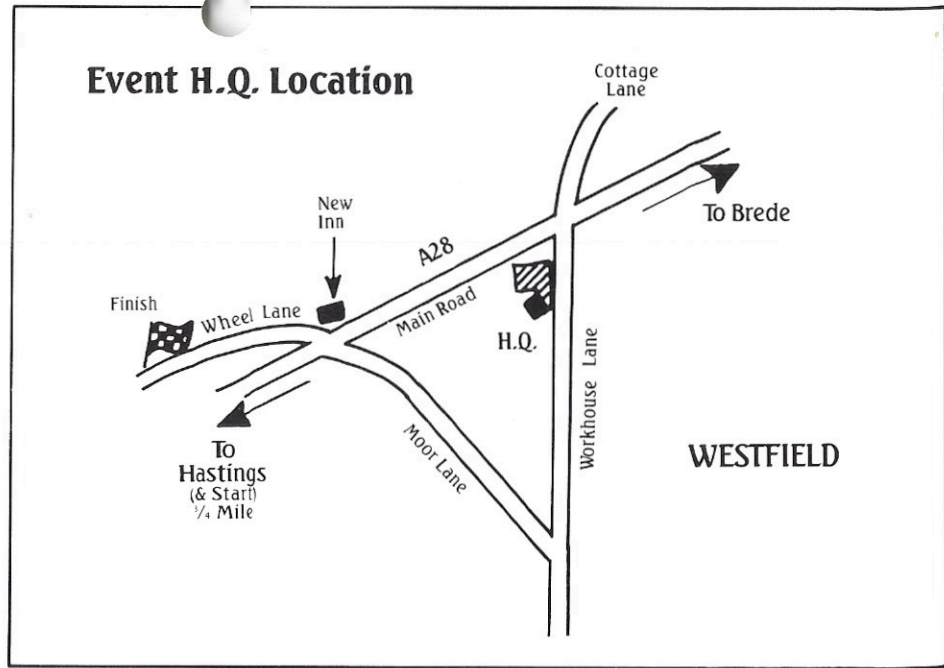 Event H.Q. Location
Cottage
Lane
To Brede
New
Inn
A28
Main Road
Finish
Wheel Lane
H.Q.
Workhouse Lane
Moor Lane
To
Hastings
(& Start)
¾ Mile
WESTFIELD